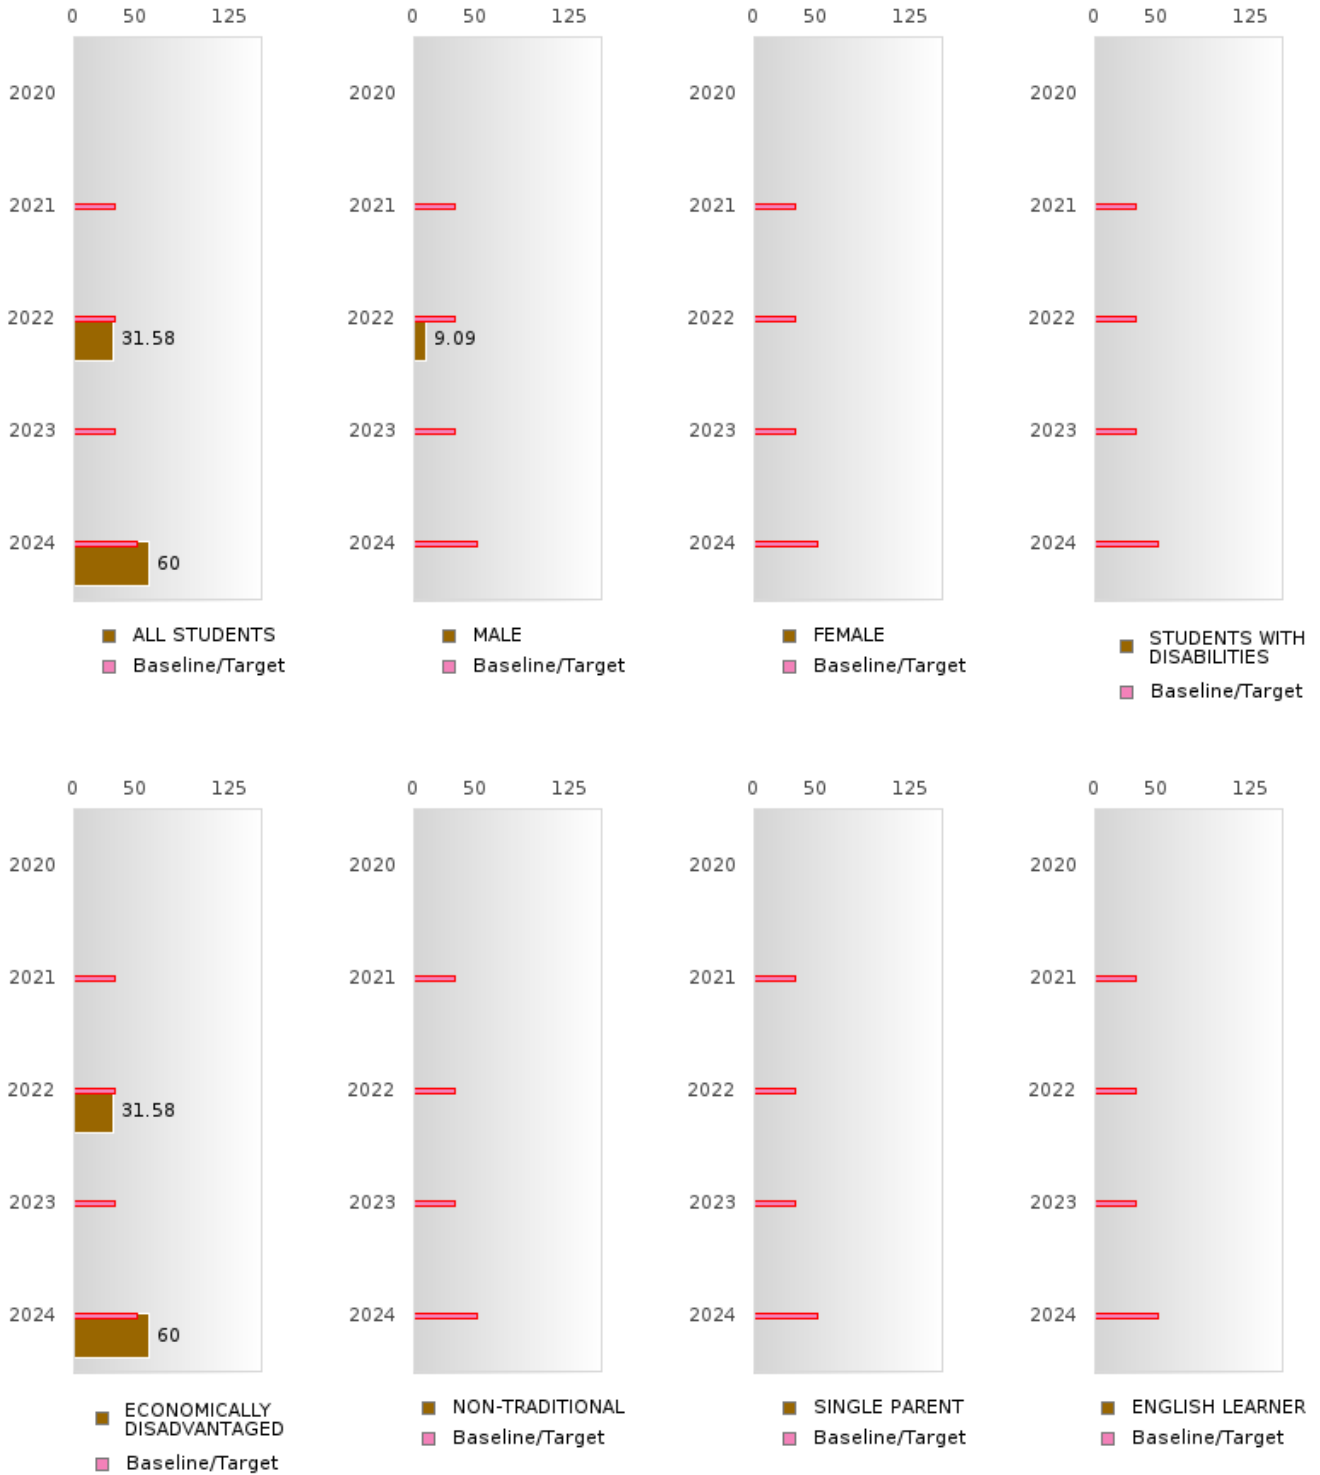 0 50 125 0 50 125 0 50 125 0 50 125
2020 2020 2020 2020
2021 2021 2021 2021
2022 2022 2022 2022
31.58 9.09
2023 2023 2023 2023
2024 2024 2024 2024
60
ALL STUDENTS MALE FEMALE STUDENTS WITH
DISABILITIES
Baseline/Target Baseline/Target Baseline/Target Baseline/Target
0 50 125 0 50 125 0 50 125 0 50 125
2020 2020 2020 2020
2021 2021 2021 2021
2022 2022 2022 2022
31.58
2023 2023 2023 2023
2024 2024 2024 2024
60
ECONOMICALLY NON-TRADITIONAL SINGLE PARENT ENGLISH LEARNER
DISADVANTAGED
Baseline/Target Baseline/Target Baseline/Target Baseline/Target